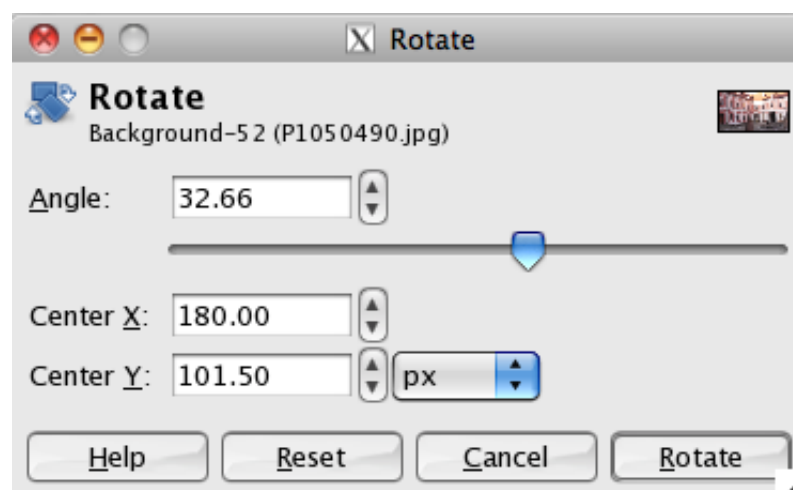 X Rotate
Rotate
Background-52 (P1050490.jpg)
Angle: 32.66
Center X: 180.00
Center Y: 101.50 px
Help Reset Cancel Rotate